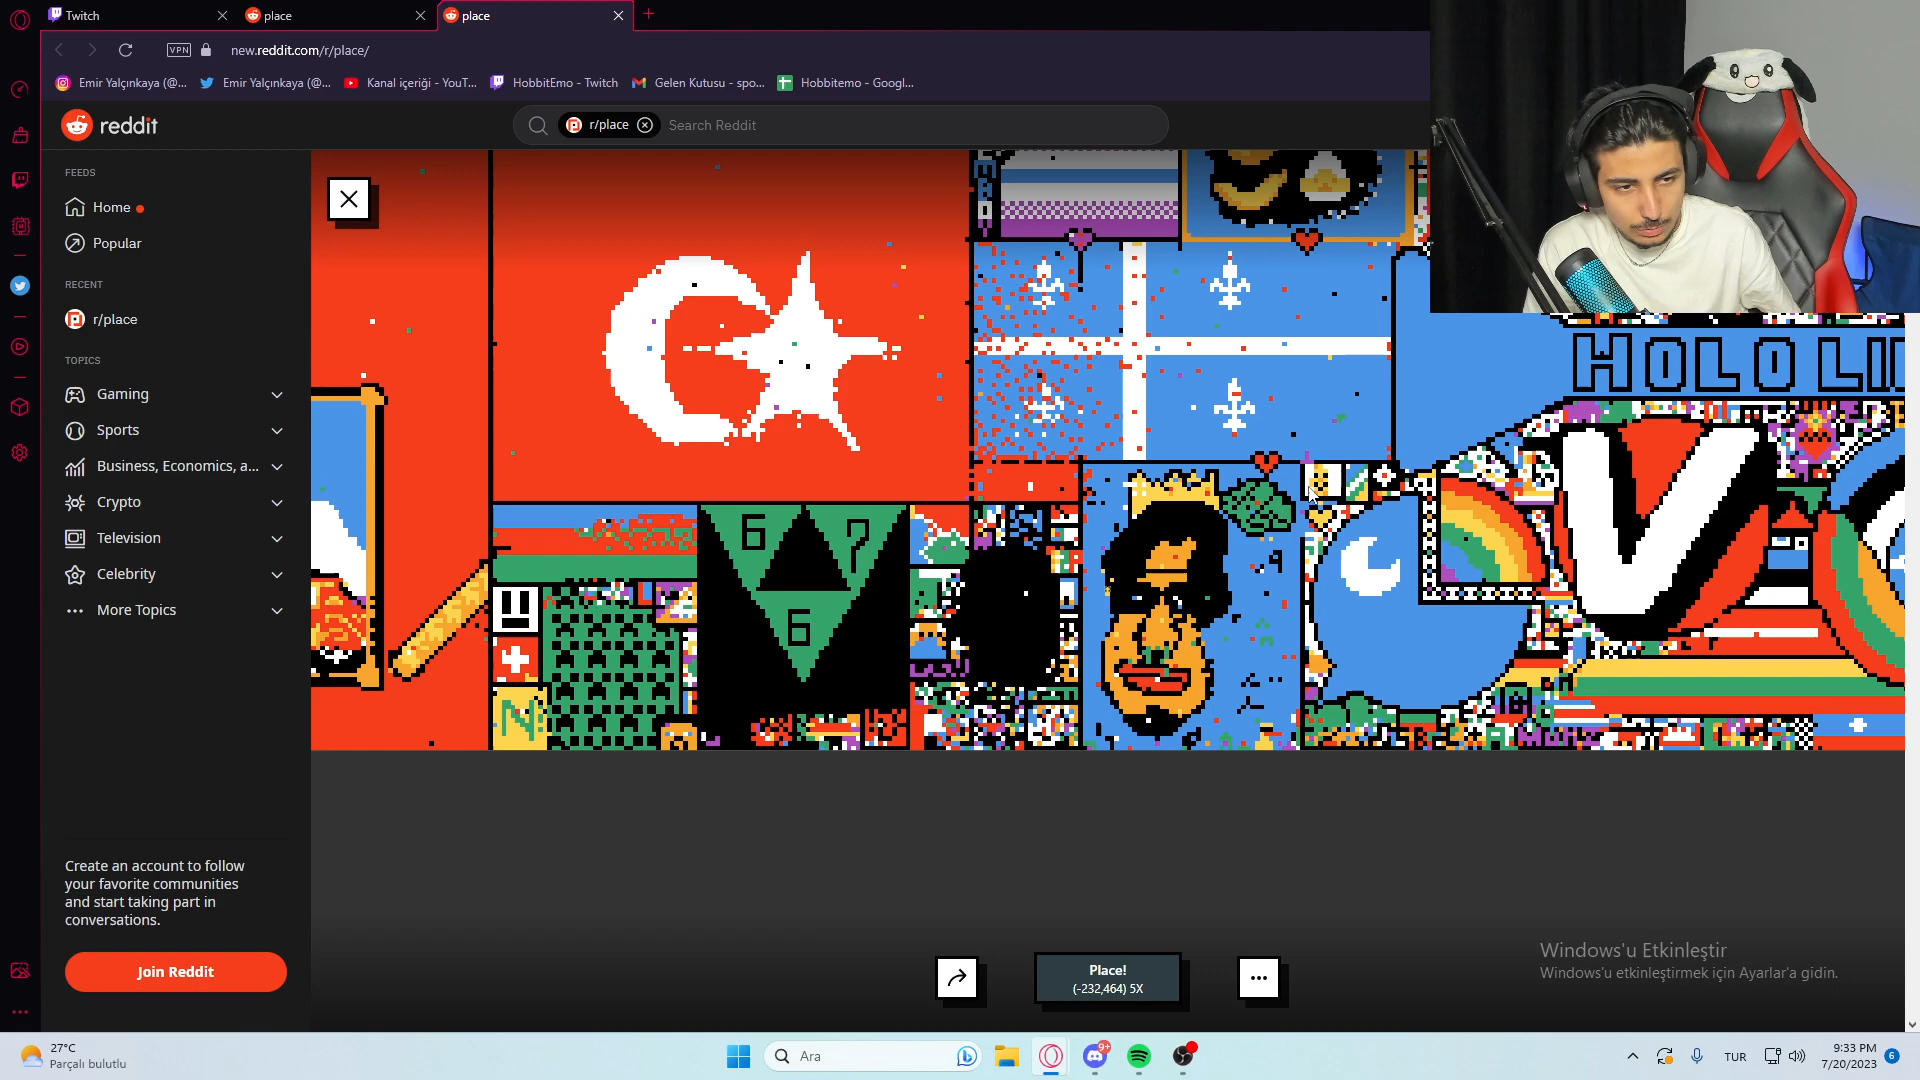 Twitch
place
place
VPN
new.reddit.com/r/place/
Emir Yalçınkaya (@...
Emir Yalçınkaya (@...
Kanal içeriği - YouT...
HobbitEmo - Twitch
Gelen Kutusu - spo...
Hobbitemo - Googl...
reddit
r/place
Search Reddit
FEEDS
Home
Popular
RECENT
r/place
TOPICS
Gaming
Sports
Business, Economics, a...
Crypto
Television
Celebrity
More Topics
HOLOLI
6 7
6
V
N
Create an account to follow
your favorite communities
and start taking part in
conversations.
Join Reddit
Place!
(-232,464) 5X
Windows'u Etkinleştir
Windows'u etkinleştirmek için Ayarlar'a gidin.
27°C
Parçalı bulutlu
Ara
9+
TUR
9:33 PM
7/20/2023
6